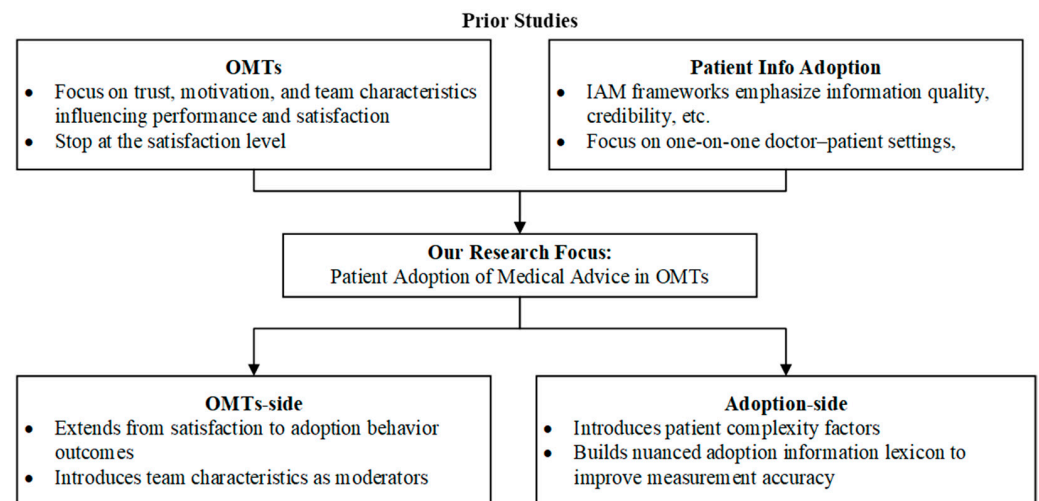 Prior Studies
OMTs
• Focus on trust, motivation, and team characteristics
influencing performance and satisfaction
• Stop at the satisfaction level
Patient Info Adoption
• IAM frameworks emphasize information quality,
credibility, etc.
• Focus on one-on-one doctor–patient settings,
Our Research Focus:
Patient Adoption of Medical Advice in OMTs
OMTs-side
• Extends from satisfaction to adoption behavior
outcomes
• Introduces team characteristics as moderators
Adoption-side
• Introduces patient complexity factors
• Builds nuanced adoption information lexicon to
improve measurement accuracy